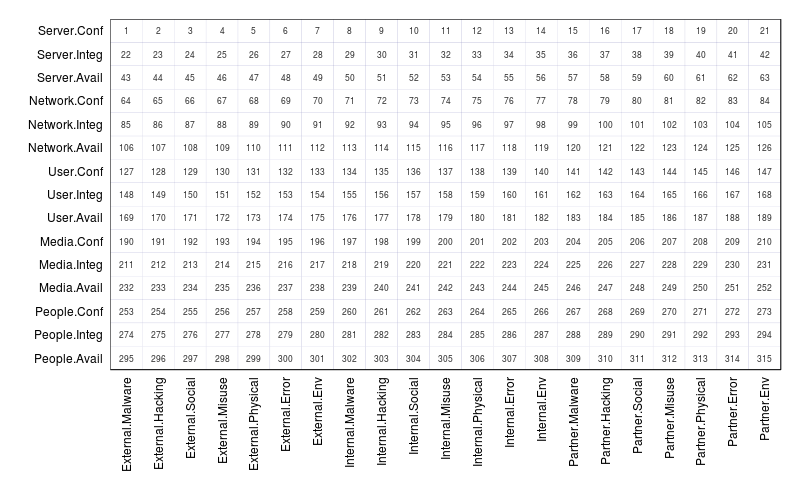 Server.Conf 1 2 3 4 5 6 7 8 9 10 11 12 13 14 15 16 17 18 19 20 21
Server.Integ 22 23 24 25 26 27 28 29 30 31 32 33 34 35 36 37 38 39 40 41 42
Server.Avail 43 44 45 46 47 48 49 50 51 52 53 54 55 56 57 58 59 60 61 62 63
Network.Conf 64 65 66 67 68 69 70 71 72 73 74 75 76 77 78 79 80 81 82 83 84
Network.Integ 85 86 87 88 89 90 91 92 93 94 95 96 97 98 99 100 101 102 103 104 105
Network.Avail 106 107 108 109 110 111 112 113 114 115 116 117 118 119 120 121 122 123 124 125 126
User.Conf 127 128 129 130 131 132 133 134 135 136 137 138 139 140 141 142 143 144 145 146 147
User.Integ 148 149 150 151 152 153 154 155 156 157 158 159 160 161 162 163 164 165 166 167 168
User.Avail 169 170 171 172 173 174 175 176 177 178 179 180 181 182 183 184 185 186 187 188 189
Media.Conf 190 191 192 193 194 195 196 197 198 199 200 201 202 203 204 205 206 207 208 209 210
Media.Integ 211 212 213 214 215 216 217 218 219 220 221 222 223 224 225 226 227 228 229 230 231
Media.Avail 232 233 234 235 236 237 238 239 240 241 242 243 244 245 246 247 248 249 250 251 252
People.Conf 253 254 255 256 257 258 259 260 261 262 263 264 265 266 267 268 269 270 271 272 273
People.Integ 274 275 276 277 278 279 280 281 282 283 284 285 286 287 288 289 290 291 292 293 294
People.Avail 295 296 297 298 299 300 301 302 303 304 305 306 307 308 309 310 311 312 313 314 315
External.Malware
External.Hacking
External.Social
External.Misuse
External.Physical
External.Error
External.Env
Internal.Malware
Internal.Hacking
Internal.Social
Internal.Misuse
Internal.Physical
Internal.Error
Internal.Env
Partner.Malware
Partner.Hacking
Partner.Social
Partner.Misuse
Partner.Physical
Partner.Error
Partner.Env